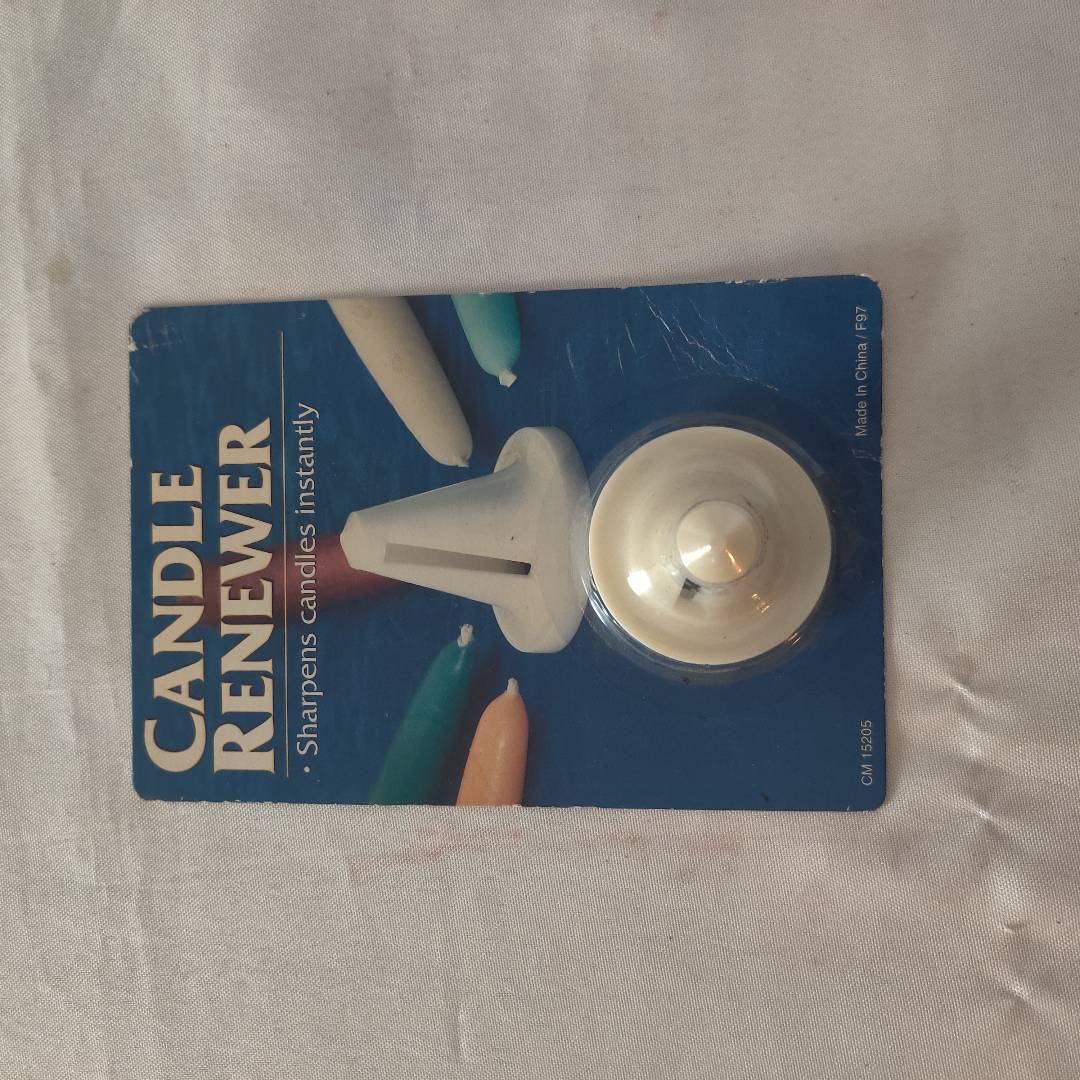 CANDLE
RENEWER
· Sharpens candles instantly
CM 15205
Made In China / F97